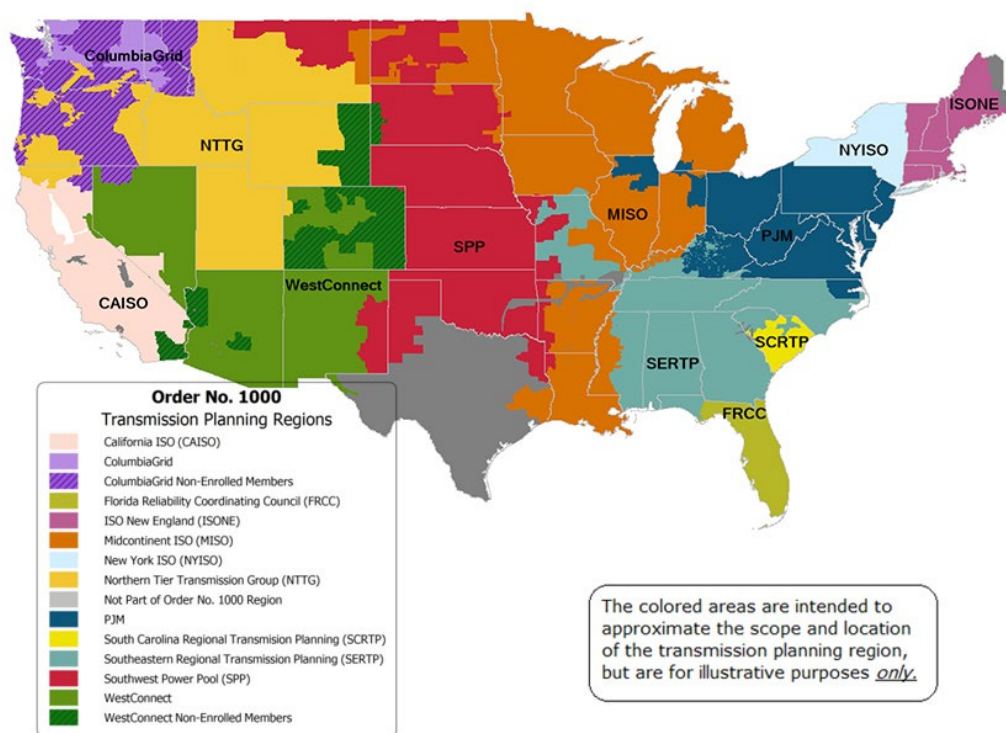 ColumbiaGrid
ISONE
NTTG
NYISO
MISO
PJM
SPP
WestConnect
CAISO
SCRTP
SERTP
FRCC
Order No. 1000
Transmission Planning Regions
California ISO (CAISO)
ColumbiaGrid
ColumbiaGrid Non-Enrolled Members
Florida Reliability Coordinating Council (FRCC)
ISO New England (ISONE)
Midcontinent ISO (MISO)
New York ISO (NYISO)
Northern Tier Transmission Group (NTTG)
Not Part of Order No. 1000 Region
PJM
South Carolina Regional Transmision Planning (SCRTP)
Southeastern Regional Transmission Planning (SERTP)
Southwest Power Pool (SPP)
WestConnect
WestConnect Non-Enrolled Members
The colored areas are intended to
approximate the scope and location
of the transmission planning region,
but are for illustrative purposes only.